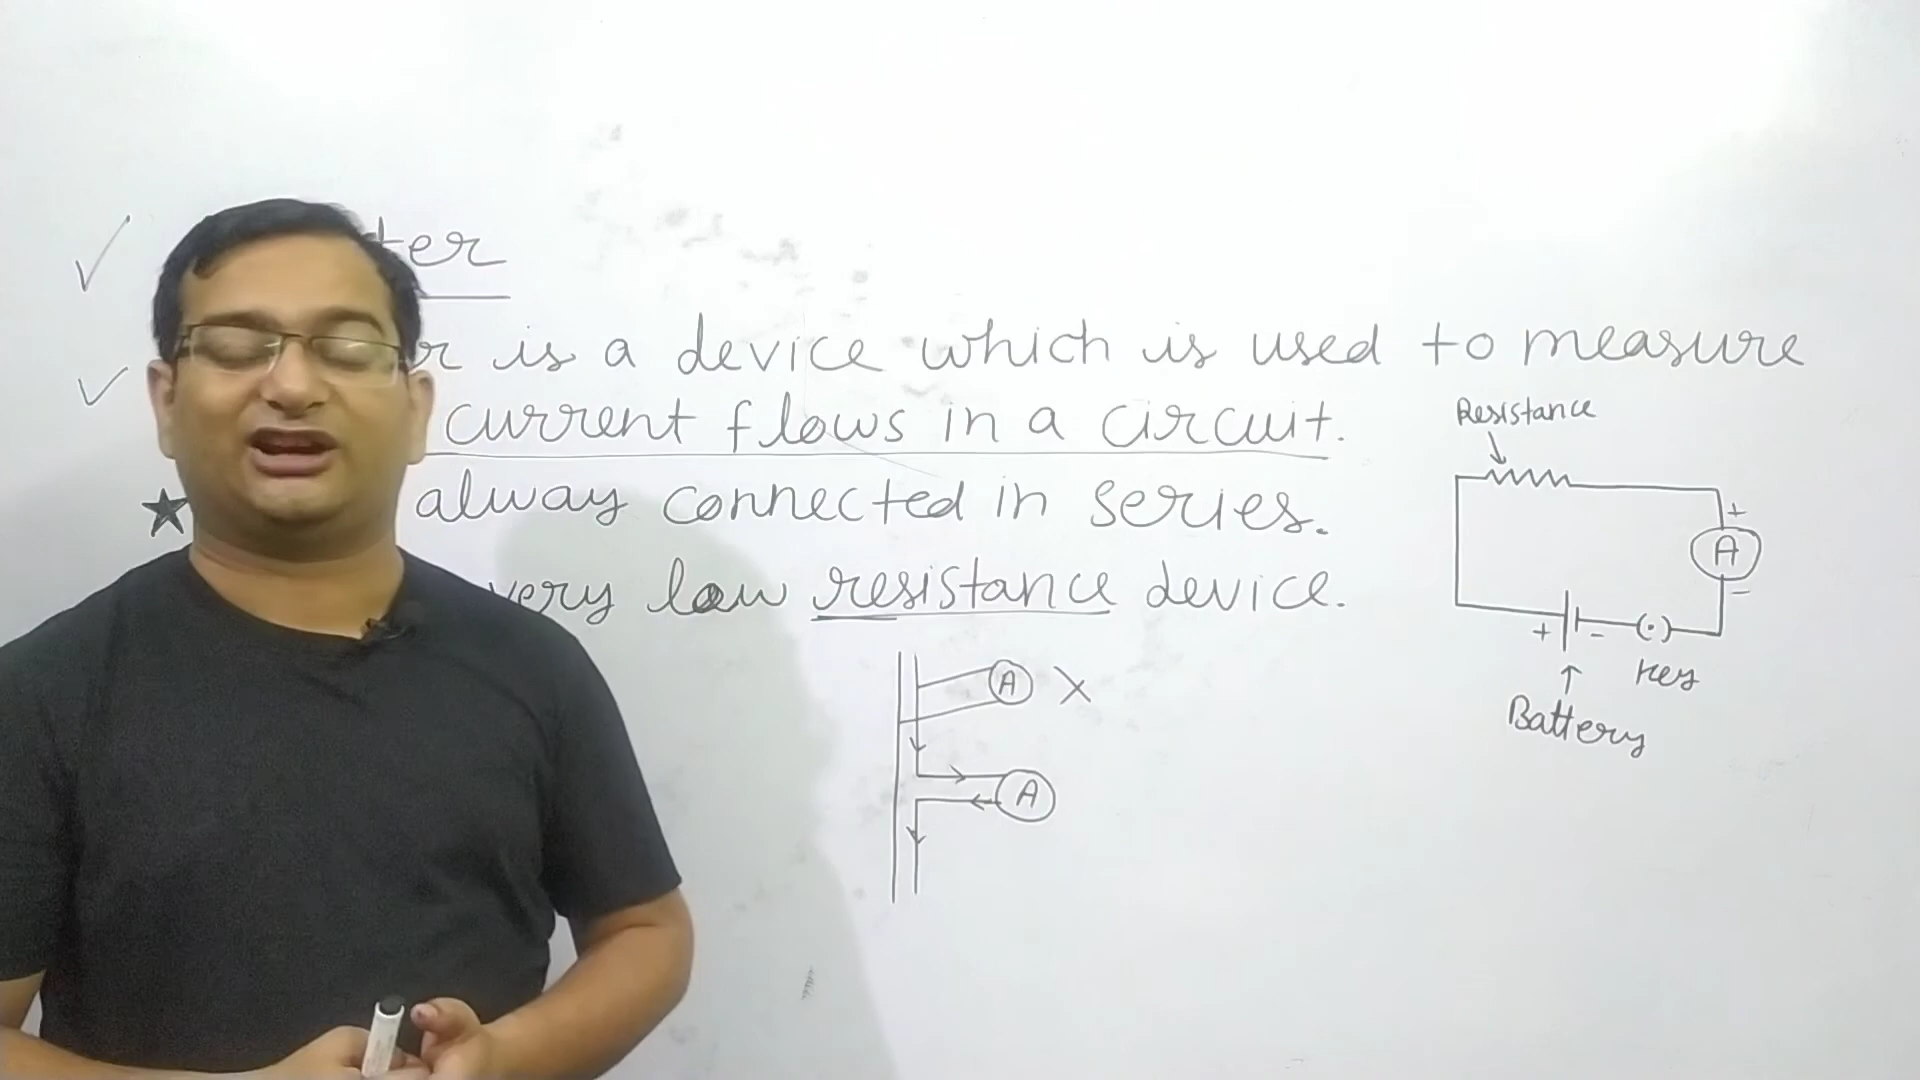 ter
r is a device which is used to measure
current flows in a circuit.
alway connected in series.
very low resistance device.
Resistance
+
A
-
+ -
Key
Battery
A X
A